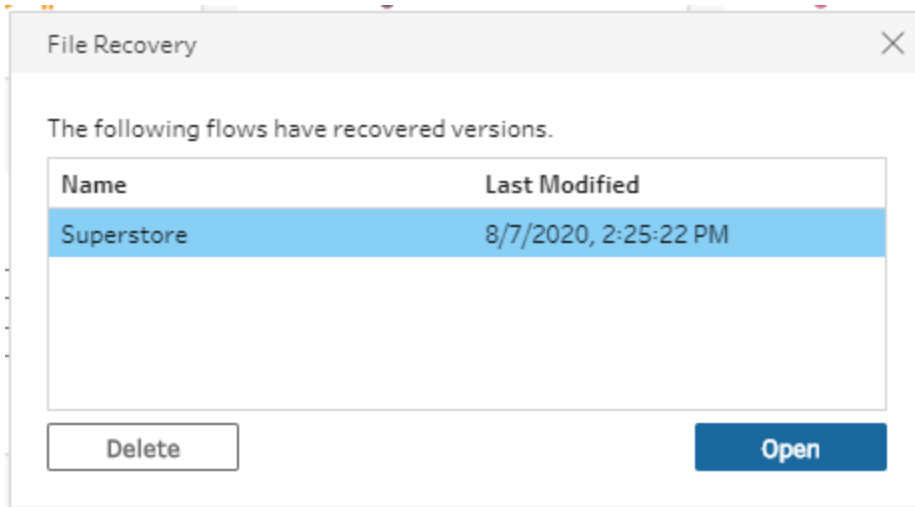 File Recovery
The following flows have recovered versions.
Name Last Modified
Superstore 8/7/2020, 2:25:22 PM
Delete Open